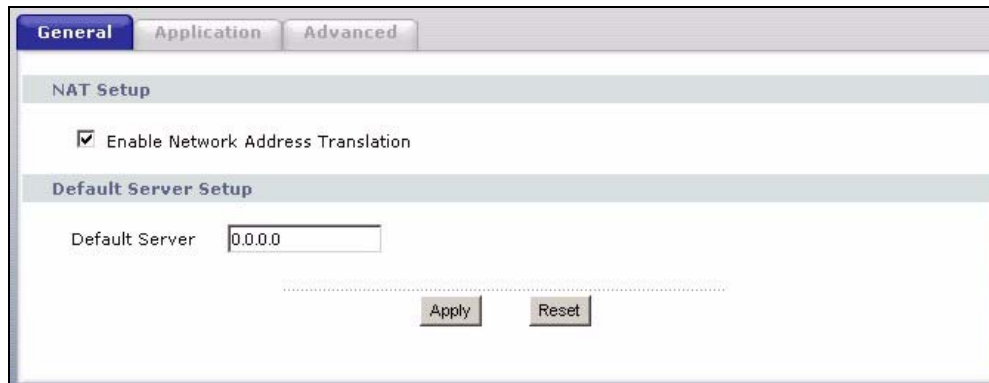 General Application Advanced
NAT Setup
Enable Network Address Translation
Default Server Setup
Default Server 0.0.0.0
Apply Reset